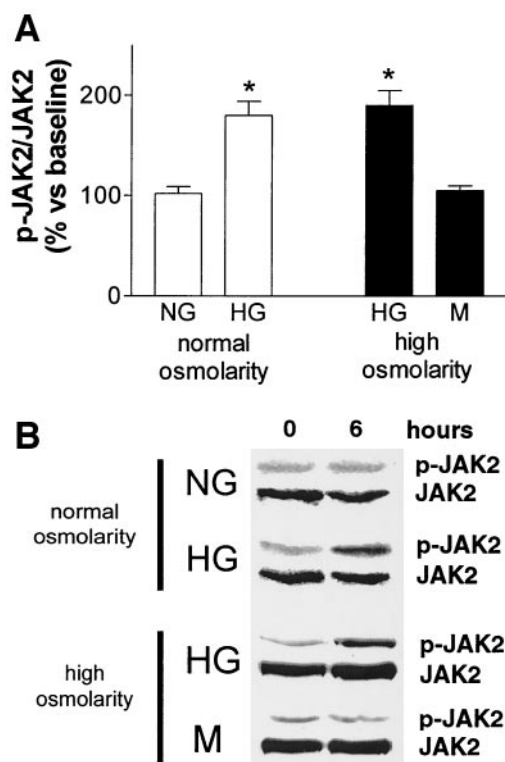 A
p-JAK2/JAK2
(% vs baseline)
200
100
0
*
*
NG HG HG M
normal
osmolarity
high
osmolarity
B
0 6 hours
normal
osmolarity
NG
p-JAK2
JAK2
HG
p-JAK2
JAK2
high
osmolarity
HG
p-JAK2
JAK2
M
p-JAK2
JAK2